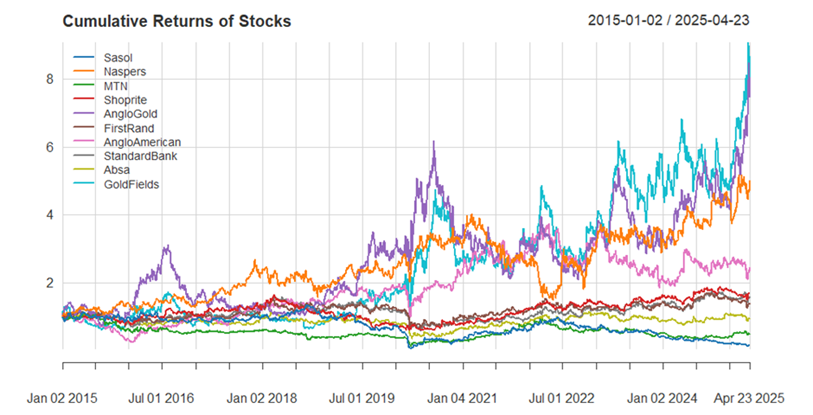 Cumulative Returns of Stocks
2015-01-02 / 2025-04-23
Sasol
Naspers
MTN
Shoprite
AngloGold
FirstRand
AngloAmerican
StandardBank
Absa
GoldFields
8
6
4
2
Jan 02 2015
Jul 01 2016
Jan 02 2018
Jul 01 2019
Jan 04 2021
Jul 01 2022
Jan 02 2024
Apr 23 2025